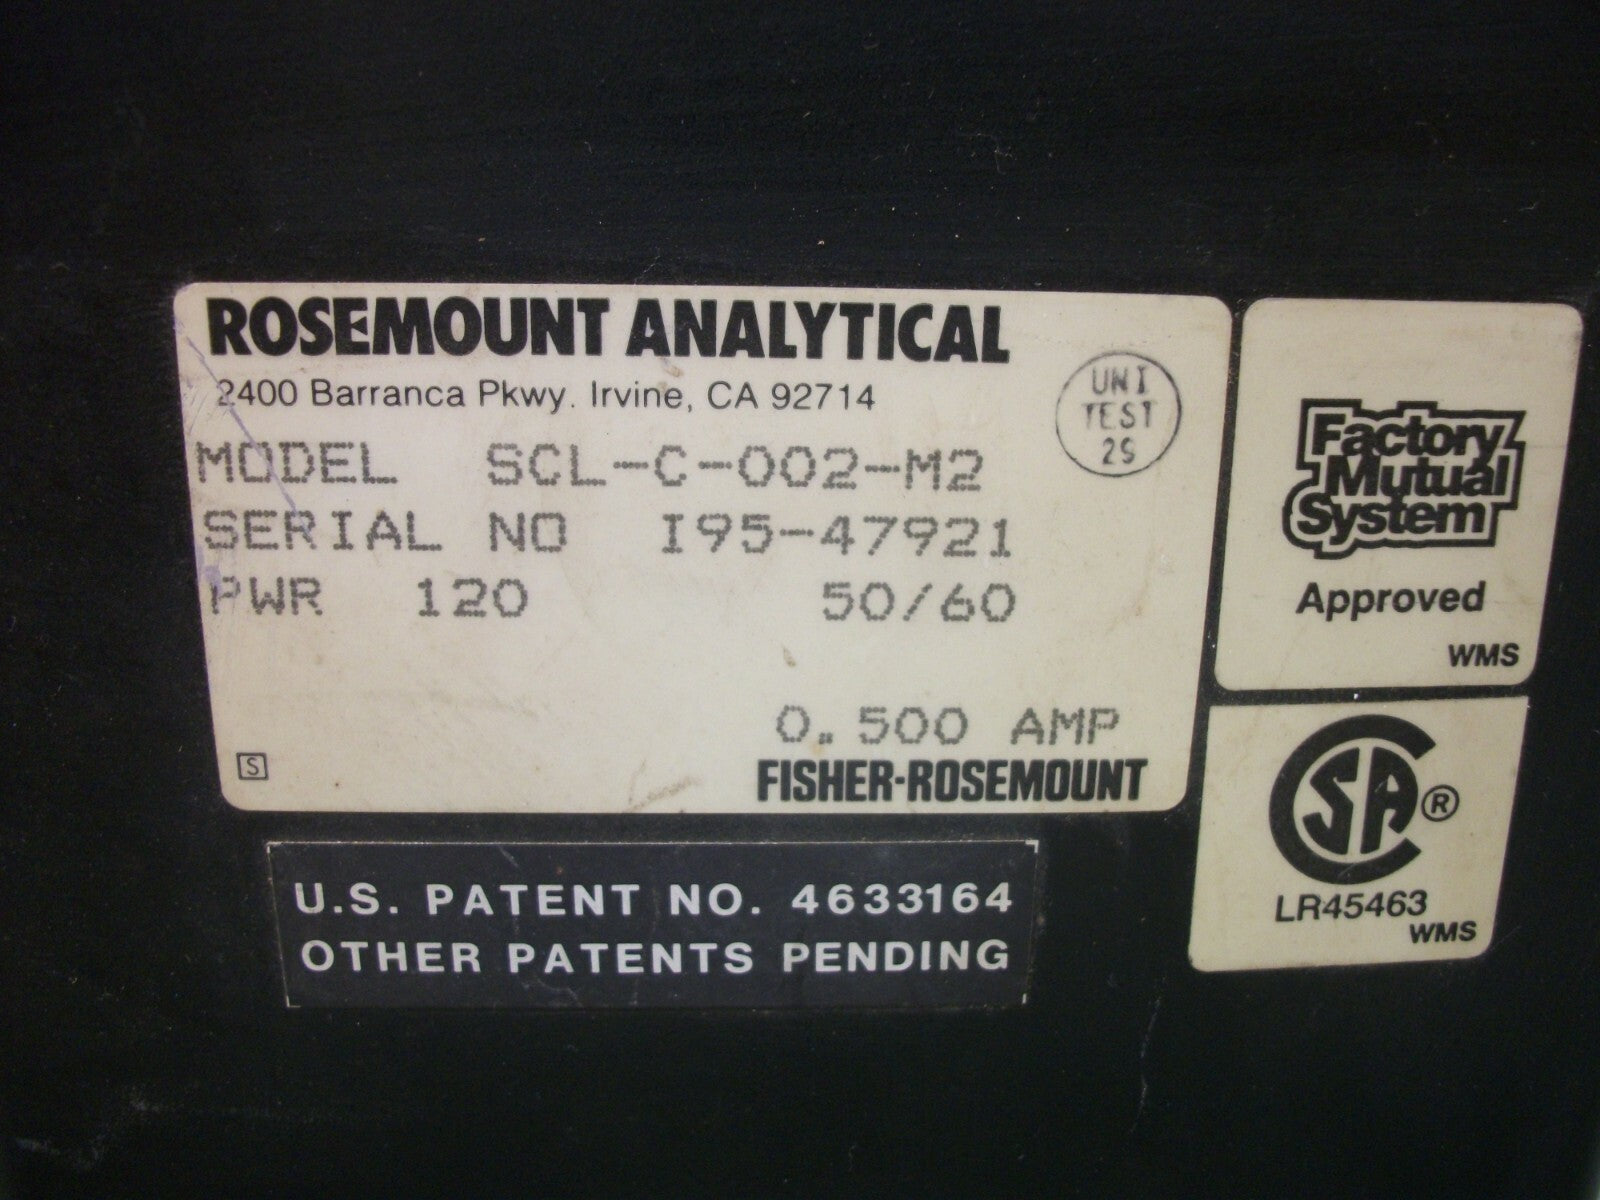 ROSEMOUNT ANALYTICAL
2400 Barranca Pkwy. Irvine, CA 92714
UNI
TEST
29
MODEL SCL-C-002-M2
SERIAL NO I95-47921
PWR 120 50/60
0.500 AMP
S
FISHER-ROSEMOUNT
Factory
Mutual
System
Approved
WMS
SA ®
LR45463
WMS
U.S. PATENT NO. 4633164
OTHER PATENTS PENDING